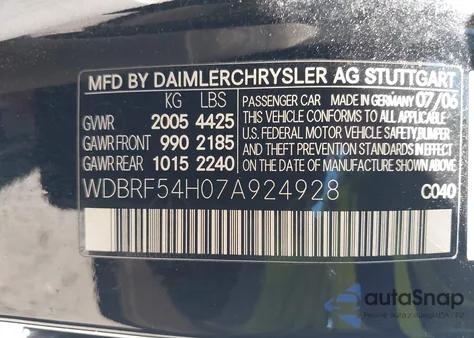 MFD BY DAIMLERCHRYSLER AG STUTTGART
KG LBS
GVWR 2005 4425
GAWR FRONT 990 2185
GAWR REAR 1015 2240
PASSENGER CAR MADE IN GERMANY 07/06
THIS VEHICLE CONFORMS TO ALL APPLICABLE
U.S. FEDERAL MOTOR VEHICLE SAFETY, BUMPER
AND THEFT PREVENTION STANDARDS IN
EFFECT ON THE DATE OF
MANUFACTURE SHOWN ABOVE.
WDBRF54H07A924928
C040
autoSnap